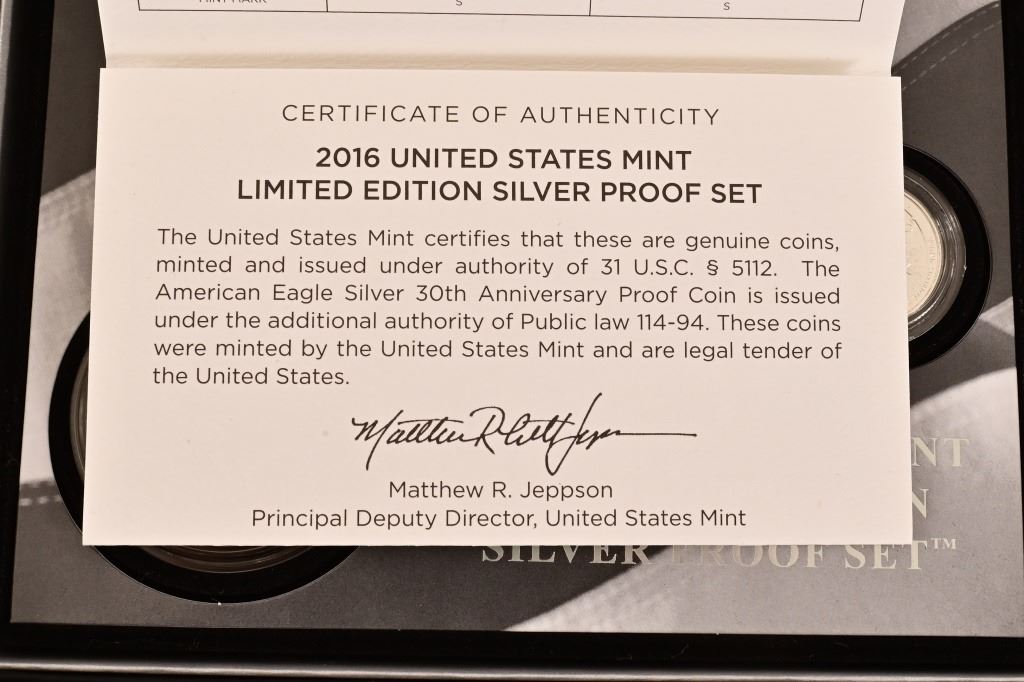 MINT MARK S S
CERTIFICATE OF AUTHENTICITY
2016 UNITED STATES MINT
LIMITED EDITION SILVER PROOF SET
The United States Mint certifies that these are genuine coins,
minted and issued under authority of 31 U.S.C. § 5112. The
American Eagle Silver 30th Anniversary Proof Coin is issued
under the additional authority of Public law 114-94. These coins
were minted by the United States Mint and are legal tender of
the United States.
Matthew R. Jeppson
Principal Deputy Director, United States Mint
NT
N
SILVER PROOF SET™